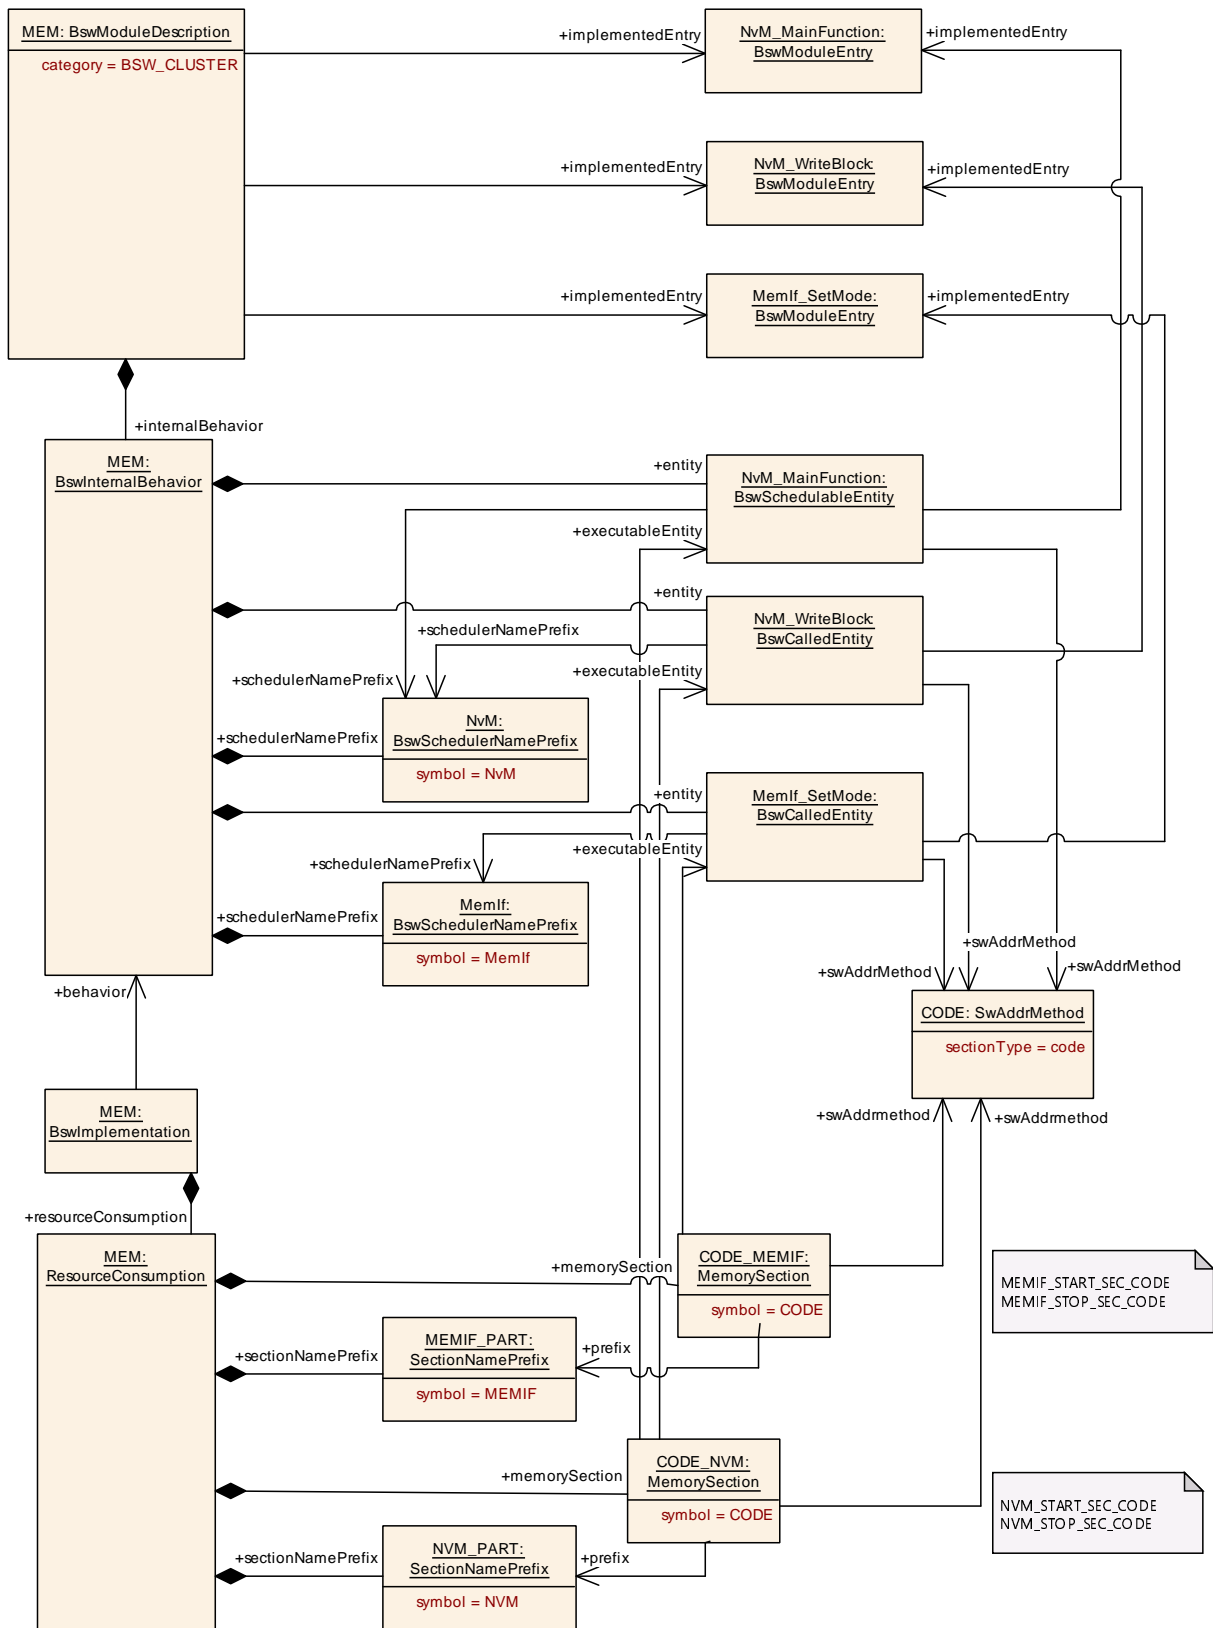 MEM: BswModuleDescription
category = BSW_CLUSTER
+implementedEntry
NvM_MainFunction:
BswModuleEntry
+implementedEntry
+implementedEntry
NvM_WriteBlock:
BswModuleEntry
+implementedEntry
+implementedEntry
MemIf_SetMode:
BswModuleEntry
+implementedEntry
+internalBehavior
MEM:
BswInternalBehavior
+entity
NvM_MainFunction:
BswSchedulableEntity
+executableEntity
+entity
NvM_WriteBlock:
BswCalledEntity
+schedulerNamePrefix
+executableEntity
+schedulerNamePrefix
NvM:
BswSchedulerNamePrefix
symbol = NvM
+schedulerNamePrefix
+entity
MemIf_SetMode:
BswCalledEntity
+executableEntity
+schedulerNamePrefix
MemIf:
BswSchedulerNamePrefix
symbol = MemIf
+schedulerNamePrefix
+swAddrMethod
+swAddrMethod
+swAddrMethod
+behavior
CODE: SwAddrMethod
sectionType = code
MEM:
BswImplementation
+swAddrmethod
+swAddrmethod
+resourceConsumption
MEM:
ResourceConsumption
+memorySection
CODE_MEMIF:
MemorySection
symbol = CODE
MEMIF_START_SEC_CODE
MEMIF_STOP_SEC_CODE
+sectionNamePrefix
MEMIF_PART:
SectionNamePrefix
symbol = MEMIF
+prefix
+memorySection
CODE_NVM:
MemorySection
symbol = CODE
NVM_START_SEC_CODE
NVM_STOP_SEC_CODE
+sectionNamePrefix
NVM_PART:
SectionNamePrefix
symbol = NVM
+prefix